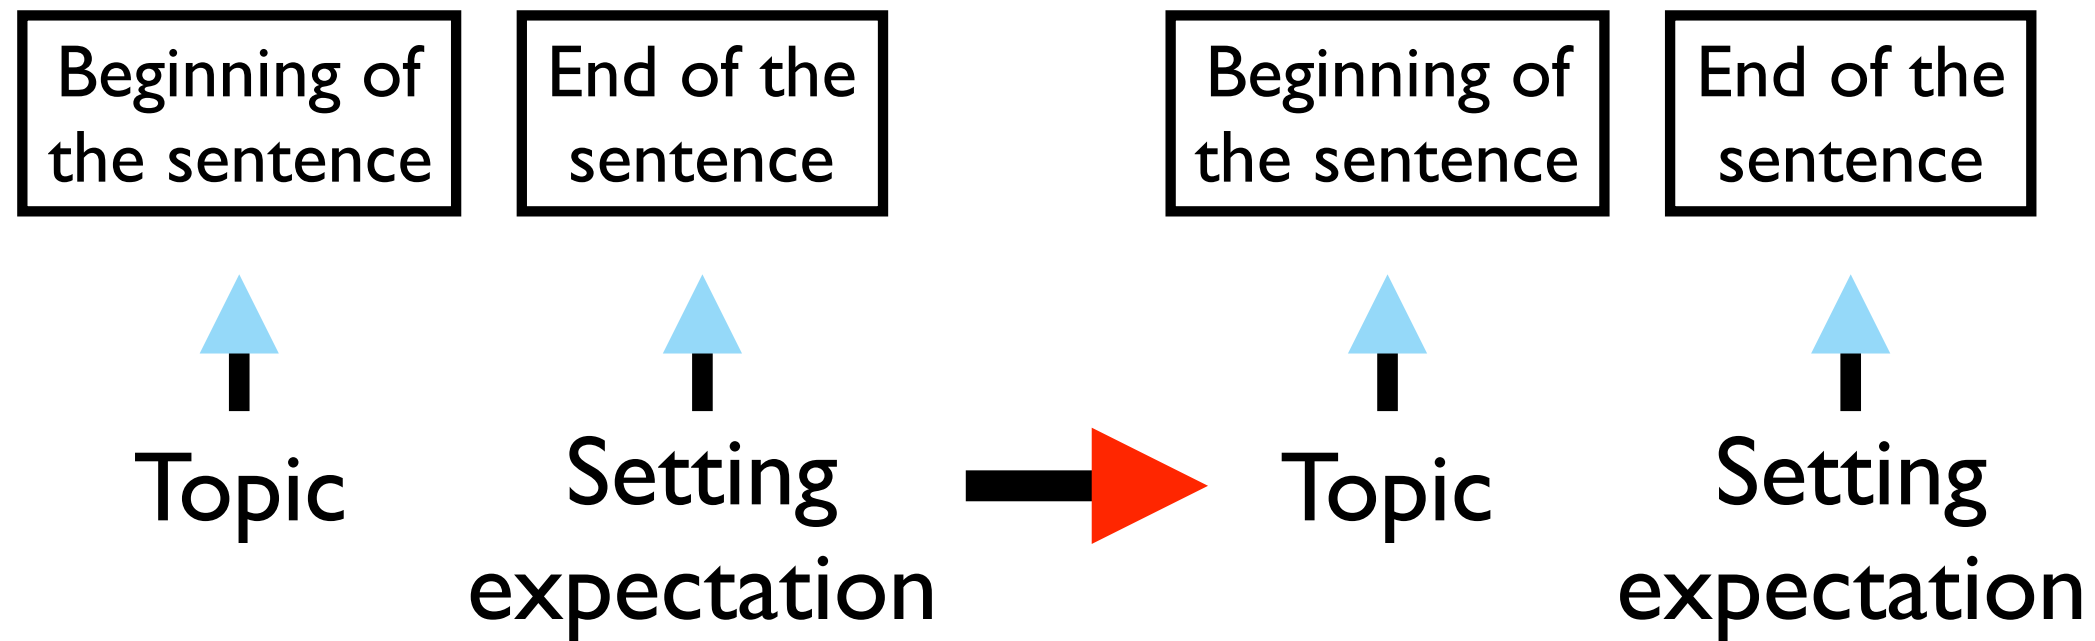 Beginning of
the sentence
End of the
sentence
Beginning of
the sentence
End of the
sentence
Topic
Setting
expectation
Topic
Setting
expectation